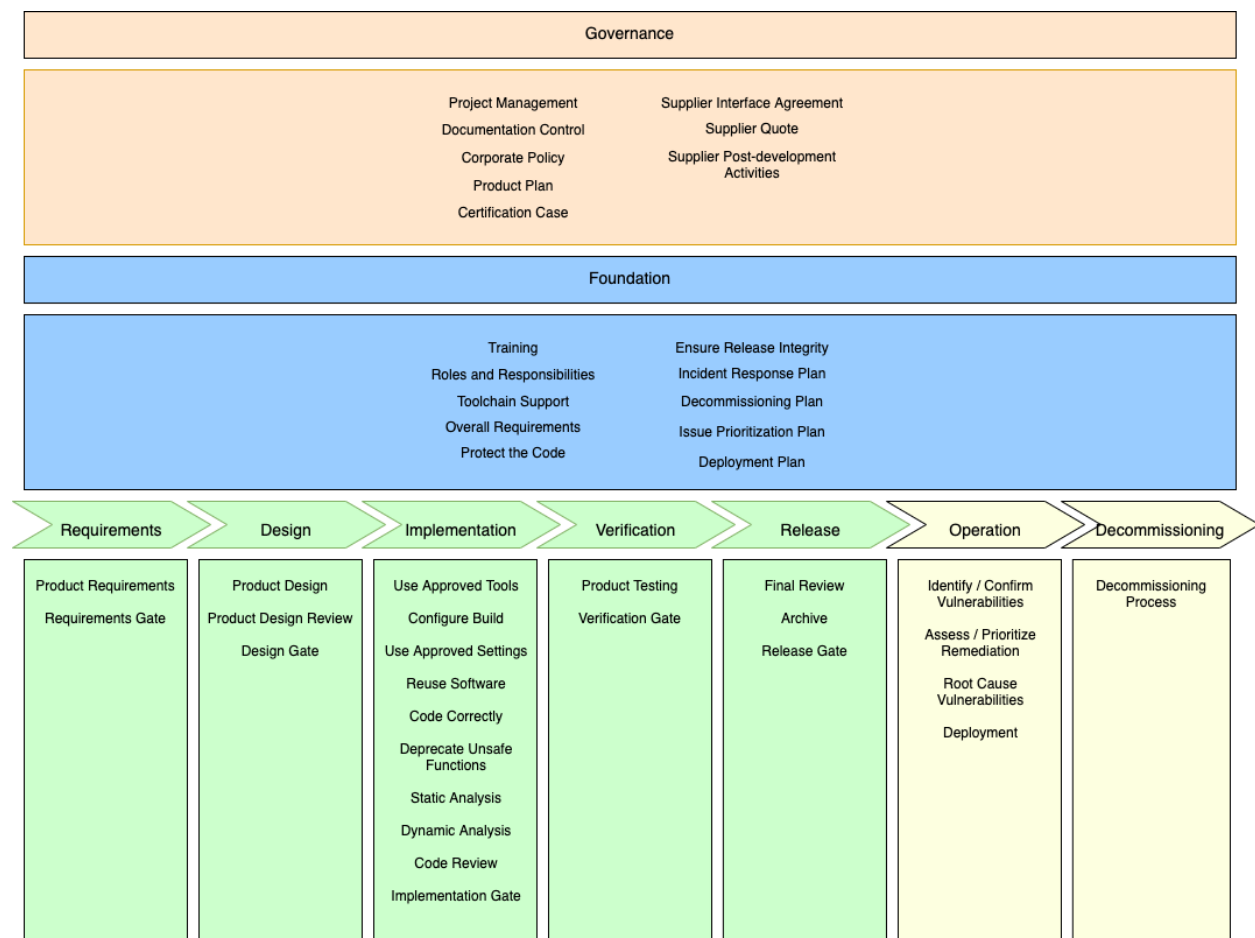 Governance
Project Management
Documentation Control
Corporate Policy
Product Plan
Certification Case
Supplier Interface Agreement
Supplier Quote
Supplier Post-development
Activities
Foundation
Training
Roles and Responsibilities
Toolchain Support
Overall Requirements
Protect the Code
Ensure Release Integrity
Incident Response Plan
Decommissioning Plan
Issue Prioritization Plan
Deployment Plan
Requirements
Product Requirements
Requirements Gate
Design
Product Design
Product Design Review
Design Gate
Implementation
Use Approved Tools
Configure Build
Use Approved Settings
Reuse Software
Code Correctly
Deprecate Unsafe
Functions
Static Analysis
Dynamic Analysis
Code Review
Implementation Gate
Verification
Product Testing
Verification Gate
Release
Final Review
Archive
Release Gate
Operation
Identify / Confirm
Vulnerabilities
Assess / Prioritize
Remediation
Root Cause
Vulnerabilities
Deployment
Decommissioning
Decommissioning
Process